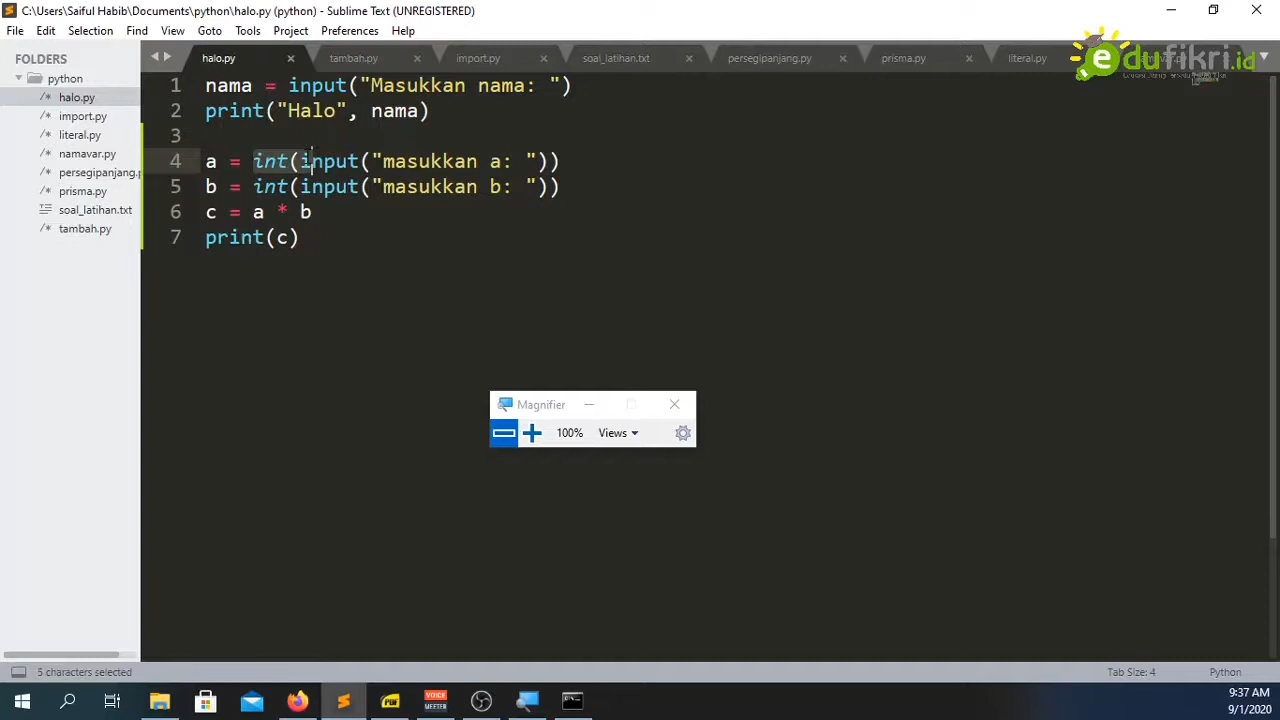 C:\Users\Saiful Habib\Documents\python\halo.py (python) - Sublime Text (UNREGISTERED)
File Edit Selection Find View Goto Tools Project Preferences Help
FOLDERS
python
halo.py
import.py
literal.py
namavar.py
persegipanjang.p
prisma.py
soal_latihan.txt
tambah.py
halo.py tambah.py import.py soal_latihan.txt persegipanjang.py prisma.py literal.py
edufikri.id
1 nama = input("Masukkan nama: ")
2 print("Halo", nama)
3
4 a = int(input("masukkan a: "))
5 b = int(input("masukkan b: "))
6 c = a * b
7 print(c)
Magnifier
100% Views
5 characters selected
Tab Size: 4
Python
PDF
VOICE
MEETER
9:37 AM
9/1/2020